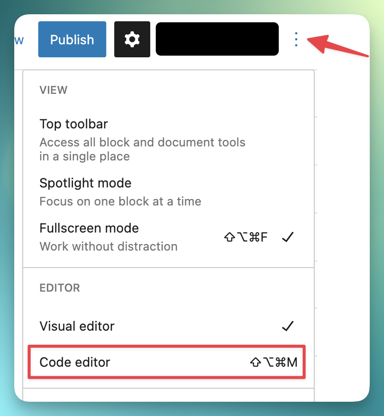 w
Publish
VIEW
Top toolbar
Access all block and document tools
in a single place
Spotlight mode
Focus on one block at a time
Fullscreen mode
Work without distraction
⇧⌥⌘F
EDITOR
Visual editor
Code editor
⇧⌥⌘M